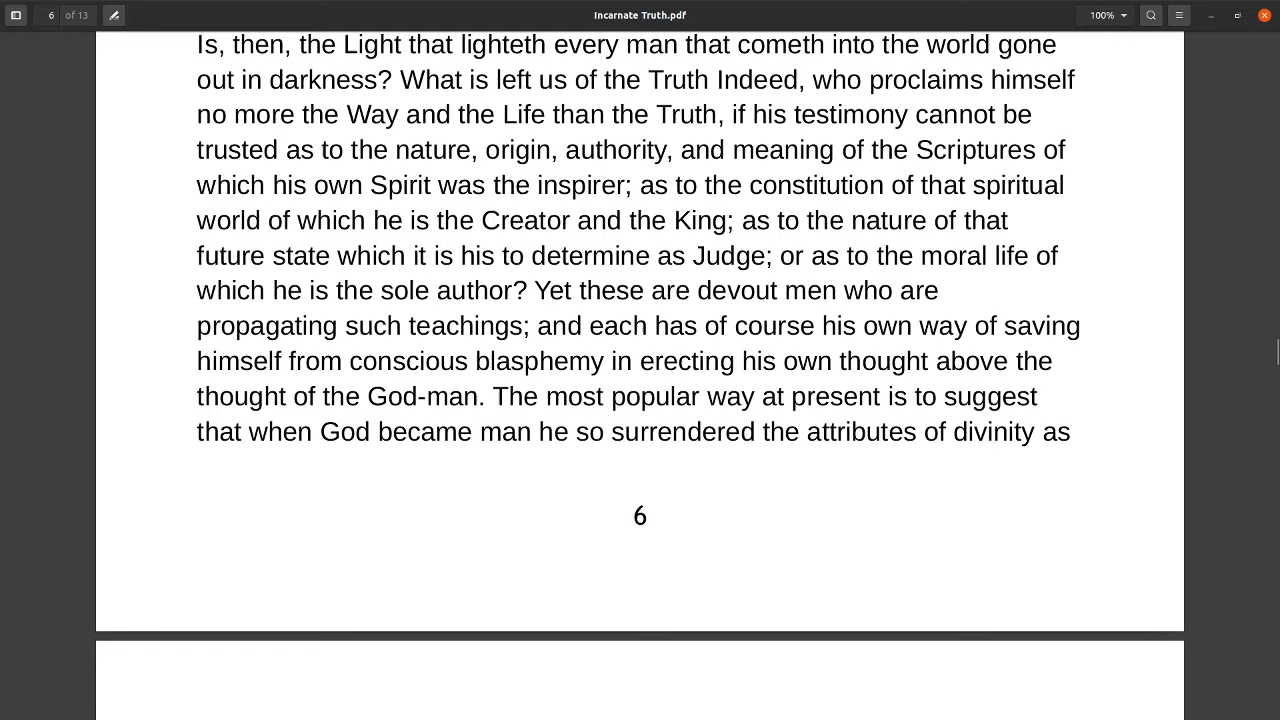 6 of 13
Incarnate Truth.pdf
100%
Is, then, the Light that lighteth every man that cometh into the world gone
out in darkness? What is left us of the Truth Indeed, who proclaims himself
no more the Way and the Life than the Truth, if his testimony cannot be
trusted as to the nature, origin, authority, and meaning of the Scriptures of
which his own Spirit was the inspirer; as to the constitution of that spiritual
world of which he is the Creator and the King; as to the nature of that
future state which it is his to determine as Judge; or as to the moral life of
which he is the sole author? Yet these are devout men who are
propagating such teachings; and each has of course his own way of saving
himself from conscious blasphemy in erecting his own thought above the
thought of the God-man. The most popular way at present is to suggest
that when God became man he so surrendered the attributes of divinity as
6